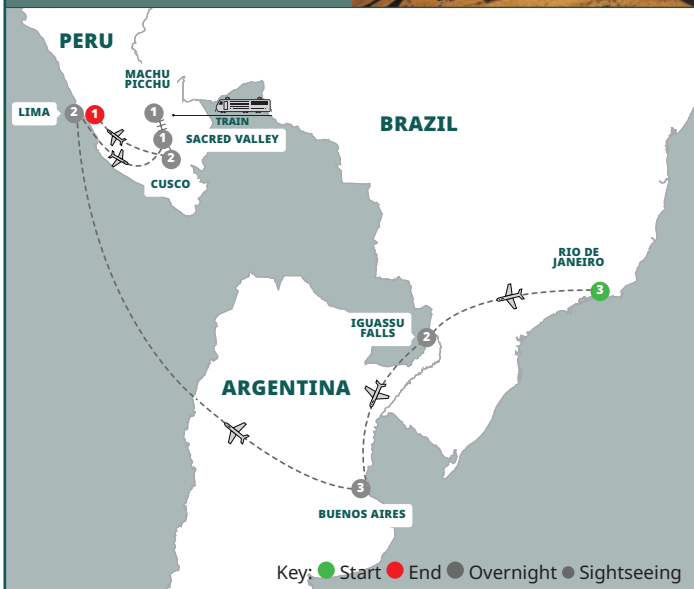 PERU
MACHU
PICCHU
LIMA
2
1
1
TRAIN
BRAZIL
1
SACRED VALLEY
2
CUSCO
RIO DE
JANEIRO
3
IGUASSU
FALLS
2
ARGENTINA
3
BUENOS AIRES
Key: Start End Overnight Sightseeing